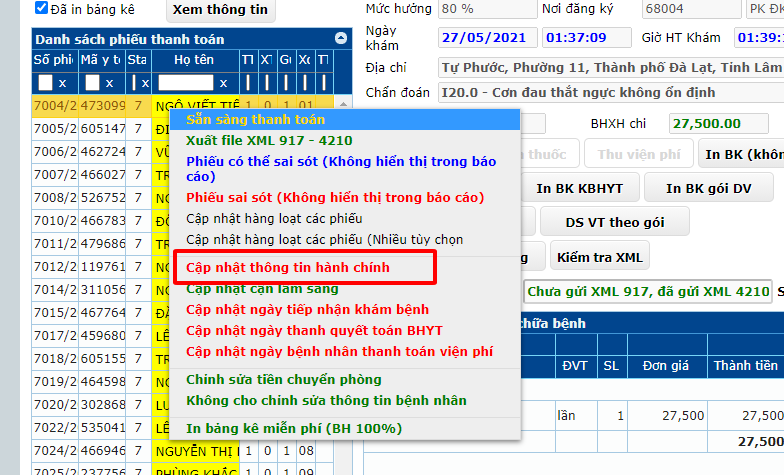 Đã in bảng kê
Xem thông tin
Mức hưởng 80 % Nơi đăng ký 68004 PK ĐK
Ngày khám 27/05/2021 01:37:09 Giờ HT Khám 01:39:
Địa chỉ Tự Phước, Phường 11, Thành phố Đà Lạt, Tỉnh Lâm
Chẩn đoán I20.0 - Cơn đau thắt ngực không ổn định
BHXH chi 27,500.00
thuốc Thu viện phí In BK (khôn
In BK KBHYT In BK gói DV
DS VT theo gói
g Kiểm tra XML
Chưa gửi XML 917, đã gửi XML 4210 S
chữa bệnh
ĐVT SL Đơn giá Thành tiền
lần 1 27,500 27,500
27,500
Danh sách phiếu thanh toán
Số phi Mã y tế Sta Họ tên T1 XT Gu Xc TT
x x x x
7004/2 473099 7 NGÔ VIẾT TIẾ 1 0 1 01
7005/2 605147 7 ĐI
7006/2 462724 7 VŨ
7007/2 466027 7 TR
7008/2 526752 7 NG
7010/2 466783 7 ĐỖ
7011/2 479686 7 TR
7012/2 119761 7 NG
7014/2 311056 7 NG
7015/2 467764 7 ĐÀ
7017/2 459680 7 LÊ
7018/2 605155 7 TR
7019/2 464598 7 NG
7020/2 302868 7 LU
7022/2 535041 7 LÊ
7024/2 466946 7 NGUYỄN THỊ 1 0 1 08
7025/2 237756 7 PHÙNG KHẮC 1 0 1 09
Sẵn sàng thanh toán
Xuất file XML 917 - 4210
Phiếu có thể sai sót (Không hiển thị trong báo
cáo)
Phiếu sai sót (Không hiển thị trong báo cáo)
Cập nhật hàng loạt các phiếu
Cập nhật hàng loạt các phiếu (Nhiều tùy chọn
Cập nhật thông tin hành chính
Cập nhật cận lâm sàng
Cập nhật ngày tiếp nhận khám bệnh
Cập nhật ngày thanh quyết toán BHYT
Cập nhật ngày bệnh nhân thanh toán viện phí
Chỉnh sửa tiền chuyển phòng
Không cho chỉnh sửa thông tin bệnh nhân
In bảng kê miễn phí (BH 100%)